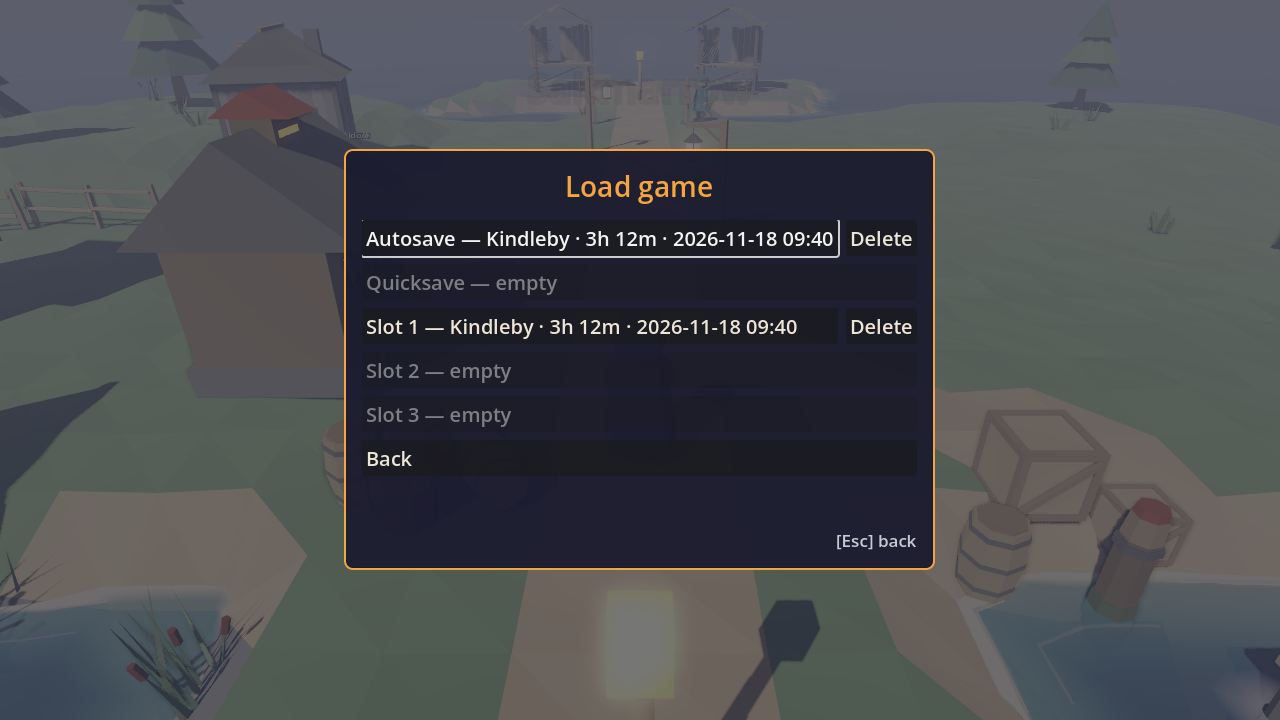 Load game
Autosave — Kindleby · 3h 12m · 2026-11-18 09:40 Delete
Quicksave — empty
Slot 1 — Kindleby · 3h 12m · 2026-11-18 09:40 Delete
Slot 2 — empty
Slot 3 — empty
Back
[Esc] back